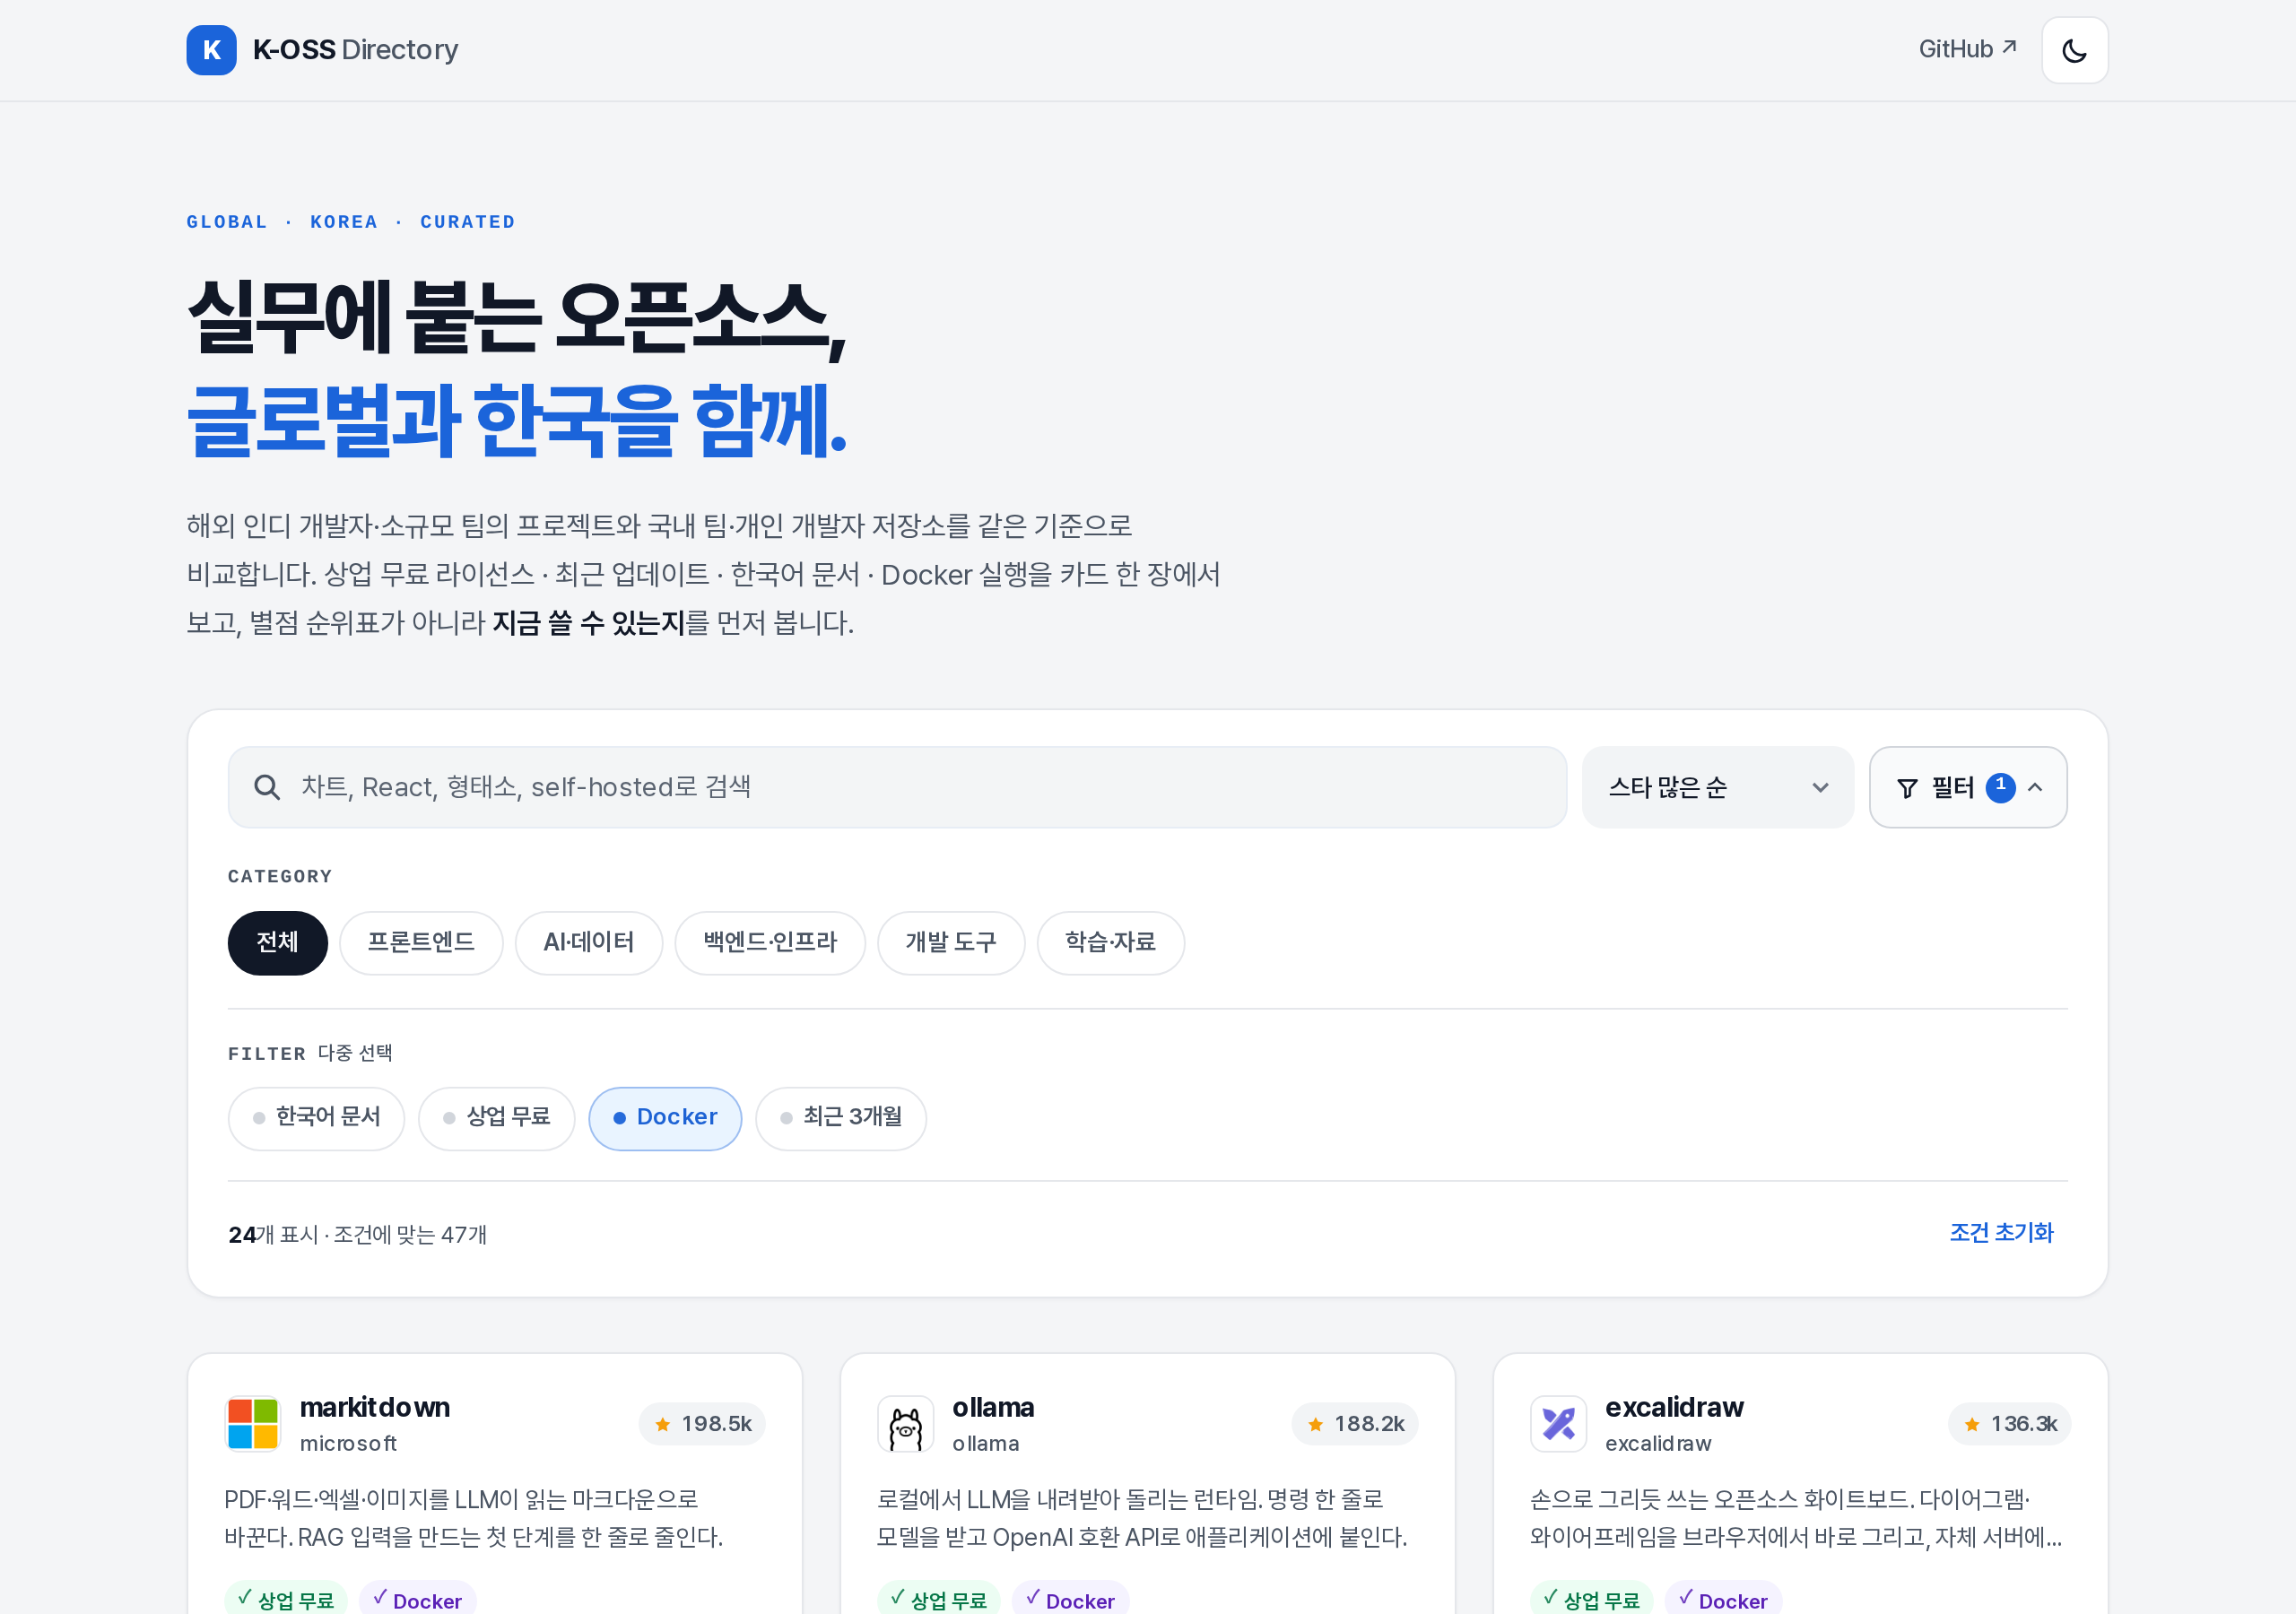 K K-OSS Directory
GitHub ↗
GLOBAL · KOREA · CURATED
실무에 붙는 오픈소스,
글로벌과 한국을 함께.
해외 인디 개발자·소규모 팀의 프로젝트와 국내 팀·개인 개발자 저장소를 같은 기준으로
비교합니다. 상업 무료 라이선스 · 최근 업데이트 · 한국어 문서 · Docker 실행을 카드 한 장에서
보고, 별점 순위표가 아니라 지금 쓸 수 있는지를 먼저 봅니다.
차트, React, 형태소, self-hosted로 검색
스타 많은 순
필터 1
CATEGORY
전체 프론트엔드 AI·데이터 백엔드·인프라 개발 도구 학습·자료
FILTER 다중 선택
한국어 문서 상업 무료 Docker 최근 3개월
24개 표시 · 조건에 맞는 47개
조건 초기화
markitdown
microsoft
★ 198.5k
PDF·워드·엑셀·이미지를 LLM이 읽는 마크다운으로
바꾼다. RAG 입력을 만드는 첫 단계를 한 줄로 줄인다.
✓ 상업 무료 ✓ Docker
ollama
ollama
★ 188.2k
로컬에서 LLM을 내려받아 돌리는 런타임. 명령 한 줄로
모델을 받고 OpenAI 호환 API로 애플리케이션에 붙인다.
✓ 상업 무료 ✓ Docker
excalidraw
excalidraw
★ 136.3k
손으로 그리듯 쓰는 오픈소스 화이트보드. 다이어그램·
와이어프레임을 브라우저에서 바로 그리고, 자체 서버에…
✓ 상업 무료 ✓ Docker